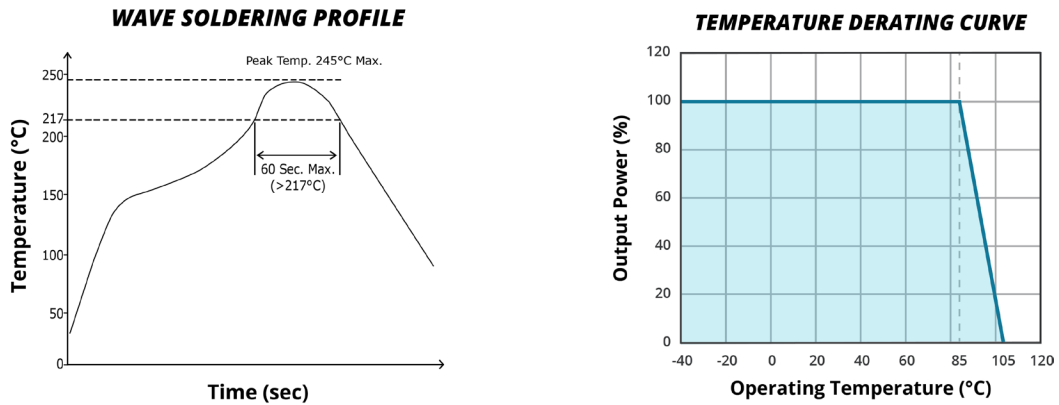 WAVE SOLDERING PROFILE
Peak Temp. 245°C Max.
250
217
200
150
100
50
0
60 Sec. Max.
(>217°C)
Temperature (°C)
Time (sec)
TEMPERATURE DERATING CURVE
120
100
80
60
40
20
0
-40 -20 0 20 40 60 85 105 120
Output Power (%)
Operating Temperature (°C)